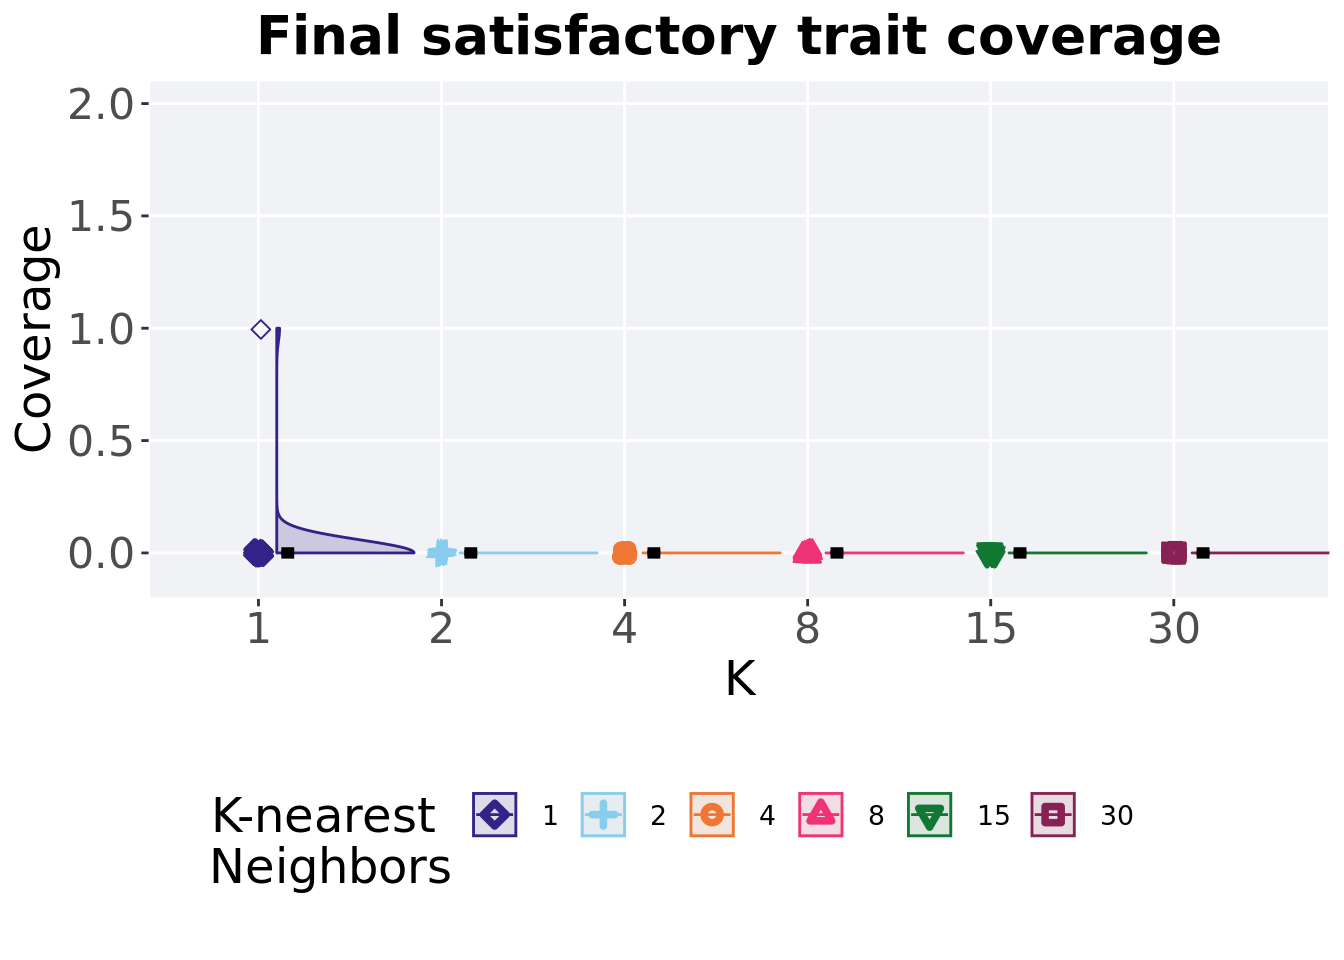 Final satisfactory trait coverage
Coverage
2.0
1.5
1.0
0.5
0.0
1 2 4 8 15 30
K
K-nearest
Neighbors
1 2 4 8 15 30